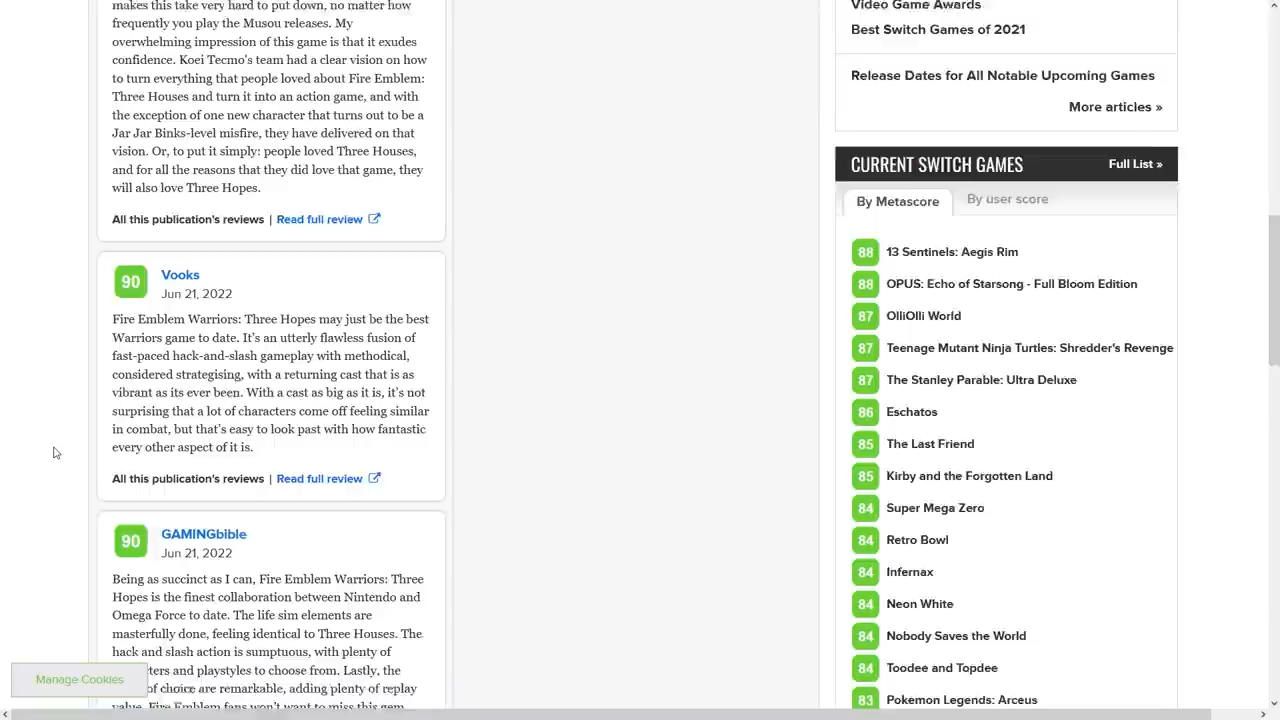 makes this take very hard to put down, no matter how
frequently you play the Musou releases. My
overwhelming impression of this game is that it exudes
confidence. Koei Tecmo's team had a clear vision on how
to turn everything that people loved about Fire Emblem:
Three Houses and turn it into an action game, and with
the exception of one new character that turns out to be a
Jar Jar Binks-level misfire, they have delivered on that
vision. Or, to put it simply: people loved Three Houses,
and for all the reasons that they did love that game, they
will also love Three Hopes.
All this publication's reviews | Read full review
90
Vooks
Jun 21, 2022
Fire Emblem Warriors: Three Hopes may just be the best
Warriors game to date. It's an utterly flawless fusion of
fast-paced hack-and-slash gameplay with methodical,
considered strategising, with a returning cast that is as
vibrant as its ever been. With a cast as big as it is, it's not
surprising that a lot of characters come off feeling similar
in combat, but that's easy to look past with how fantastic
every other aspect of it is.
All this publication's reviews | Read full review
90
GAMINGbible
Jun 21, 2022
Being as succinct as I can, Fire Emblem Warriors: Three
Hopes is the finest collaboration between Nintendo and
Omega Force to date. The life sim elements are
masterfully done, feeling identical to Three Houses. The
hack and slash action is sumptuous, with plenty of
ters and playstyles to choose from. Lastly, the
of choice are remarkable, adding plenty of replay
value. Fire Emblem fans won't want to miss this gem
Manage Cookies
Video Game Awards
Best Switch Games of 2021
Release Dates for All Notable Upcoming Games
More articles »
CURRENT SWITCH GAMES Full List »
By Metascore By user score
88 13 Sentinels: Aegis Rim
88 OPUS: Echo of Starsong - Full Bloom Edition
87 OlliOlli World
87 Teenage Mutant Ninja Turtles: Shredder's Revenge
87 The Stanley Parable: Ultra Deluxe
86 Eschatos
85 The Last Friend
85 Kirby and the Forgotten Land
84 Super Mega Zero
84 Retro Bowl
84 Infernax
84 Neon White
84 Nobody Saves the World
84 Toodee and Topdee
83 Pokemon Legends: Arceus